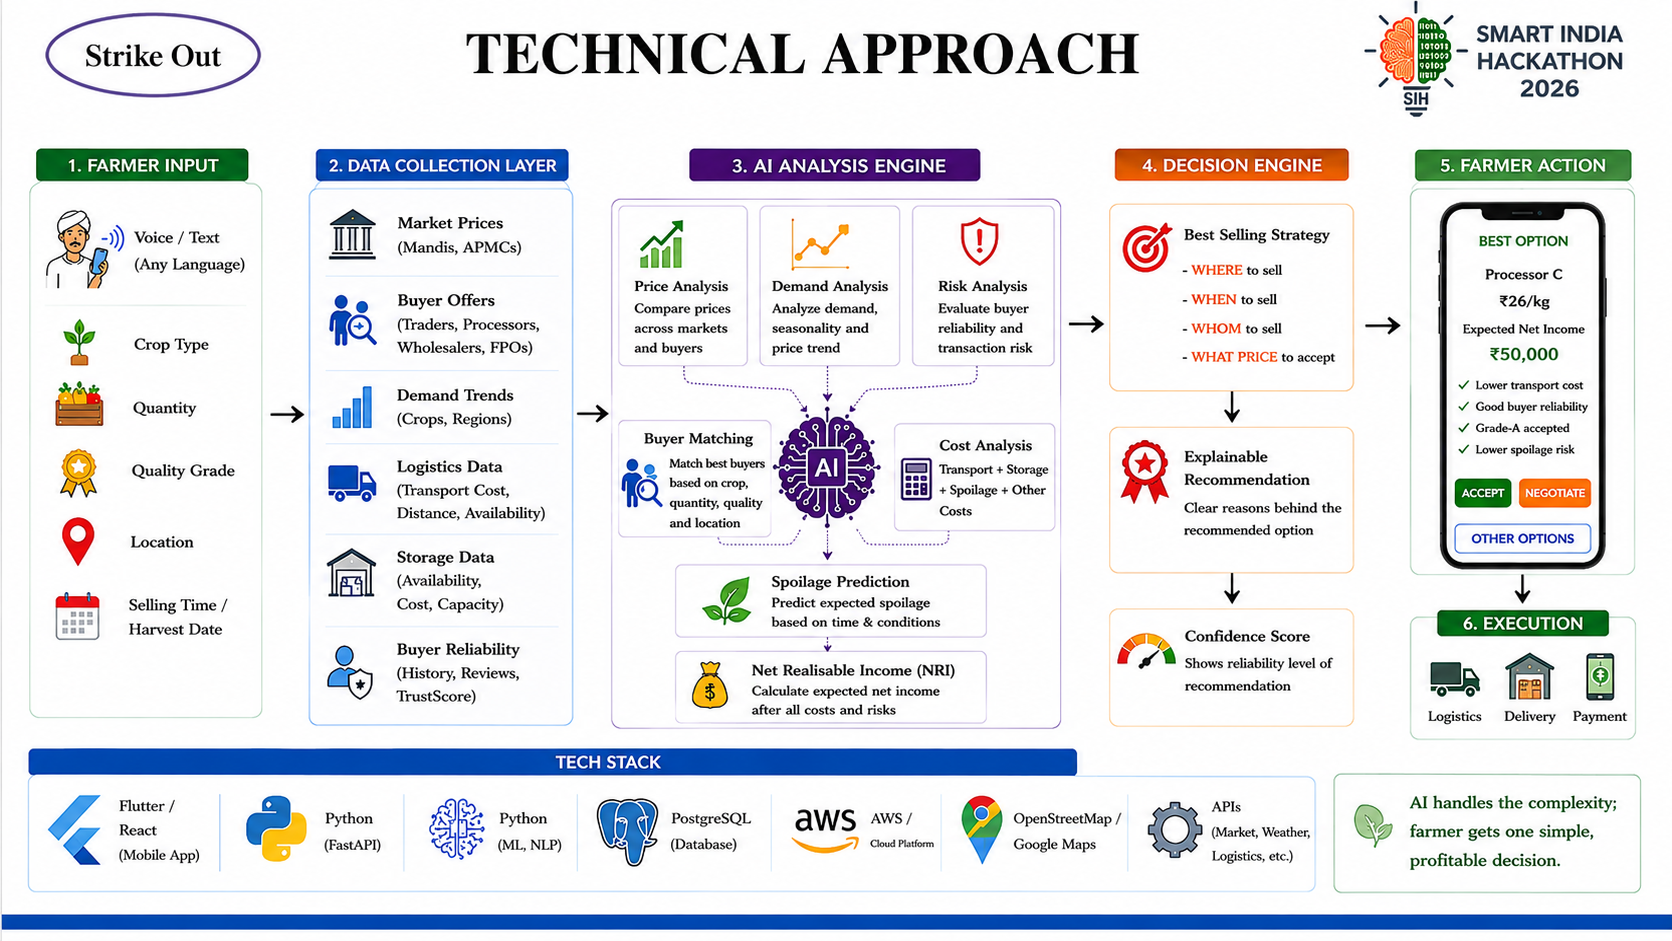 Strike Out
TECHNICAL APPROACH
SIH
SMART INDIA
HACKATHON
2026
1. FARMER INPUT
Voice / Text
(Any Language)
Crop Type
Quantity
Quality Grade
Location
Selling Time /
Harvest Date
2. DATA COLLECTION LAYER
Market Prices
(Mandis, APMCs)
Buyer Offers
(Traders, Processors,
Wholesalers, FPOs)
Demand Trends
(Crops, Regions)
Logistics Data
(Transport Cost,
Distance, Availability)
Storage Data
(Availability,
Cost, Capacity)
Buyer Reliability
(History, Reviews,
TrustScore)
3. AI ANALYSIS ENGINE
Price Analysis
Compare prices
across markets
and buyers
Demand Analysis
Analyze demand,
seasonality and
price trend
Risk Analysis
Evaluate buyer
reliability and
transaction risk
Buyer Matching
Match best buyers
based on crop,
quantity, quality
and location
AI
Cost Analysis
Transport + Storage
+ Spoilage + Other
Costs
Spoilage Prediction
Predict expected spoilage
based on time & conditions
$
Net Realisable Income (NRI)
Calculate expected net income
after all costs and risks
4. DECISION ENGINE
Best Selling Strategy
- WHERE to sell
- WHEN to sell
- WHOM to sell
- WHAT PRICE to accept
Explainable
Recommendation
Clear reasons behind the
recommended option
Confidence Score
Shows reliability level of
recommendation
5. FARMER ACTION
BEST OPTION
Processor C
₹26/kg
Expected Net Income
₹50,000
✓ Lower transport cost
✓ Good buyer reliability
✓ Grade-A accepted
✓ Lower spoilage risk
ACCEPT
NEGOTIATE
OTHER OPTIONS
6. EXECUTION
Logistics
Delivery
Payment
TECH STACK
Flutter /
React
(Mobile App)
Python
(FastAPI)
Python
(ML, NLP)
PostgreSQL
(Database)
aws
AWS /
Cloud Platform
OpenStreetMap /
Google Maps
APIs
(Market, Weather,
Logistics, etc.)
AI handles the complexity;
farmer gets one simple,
profitable decision.